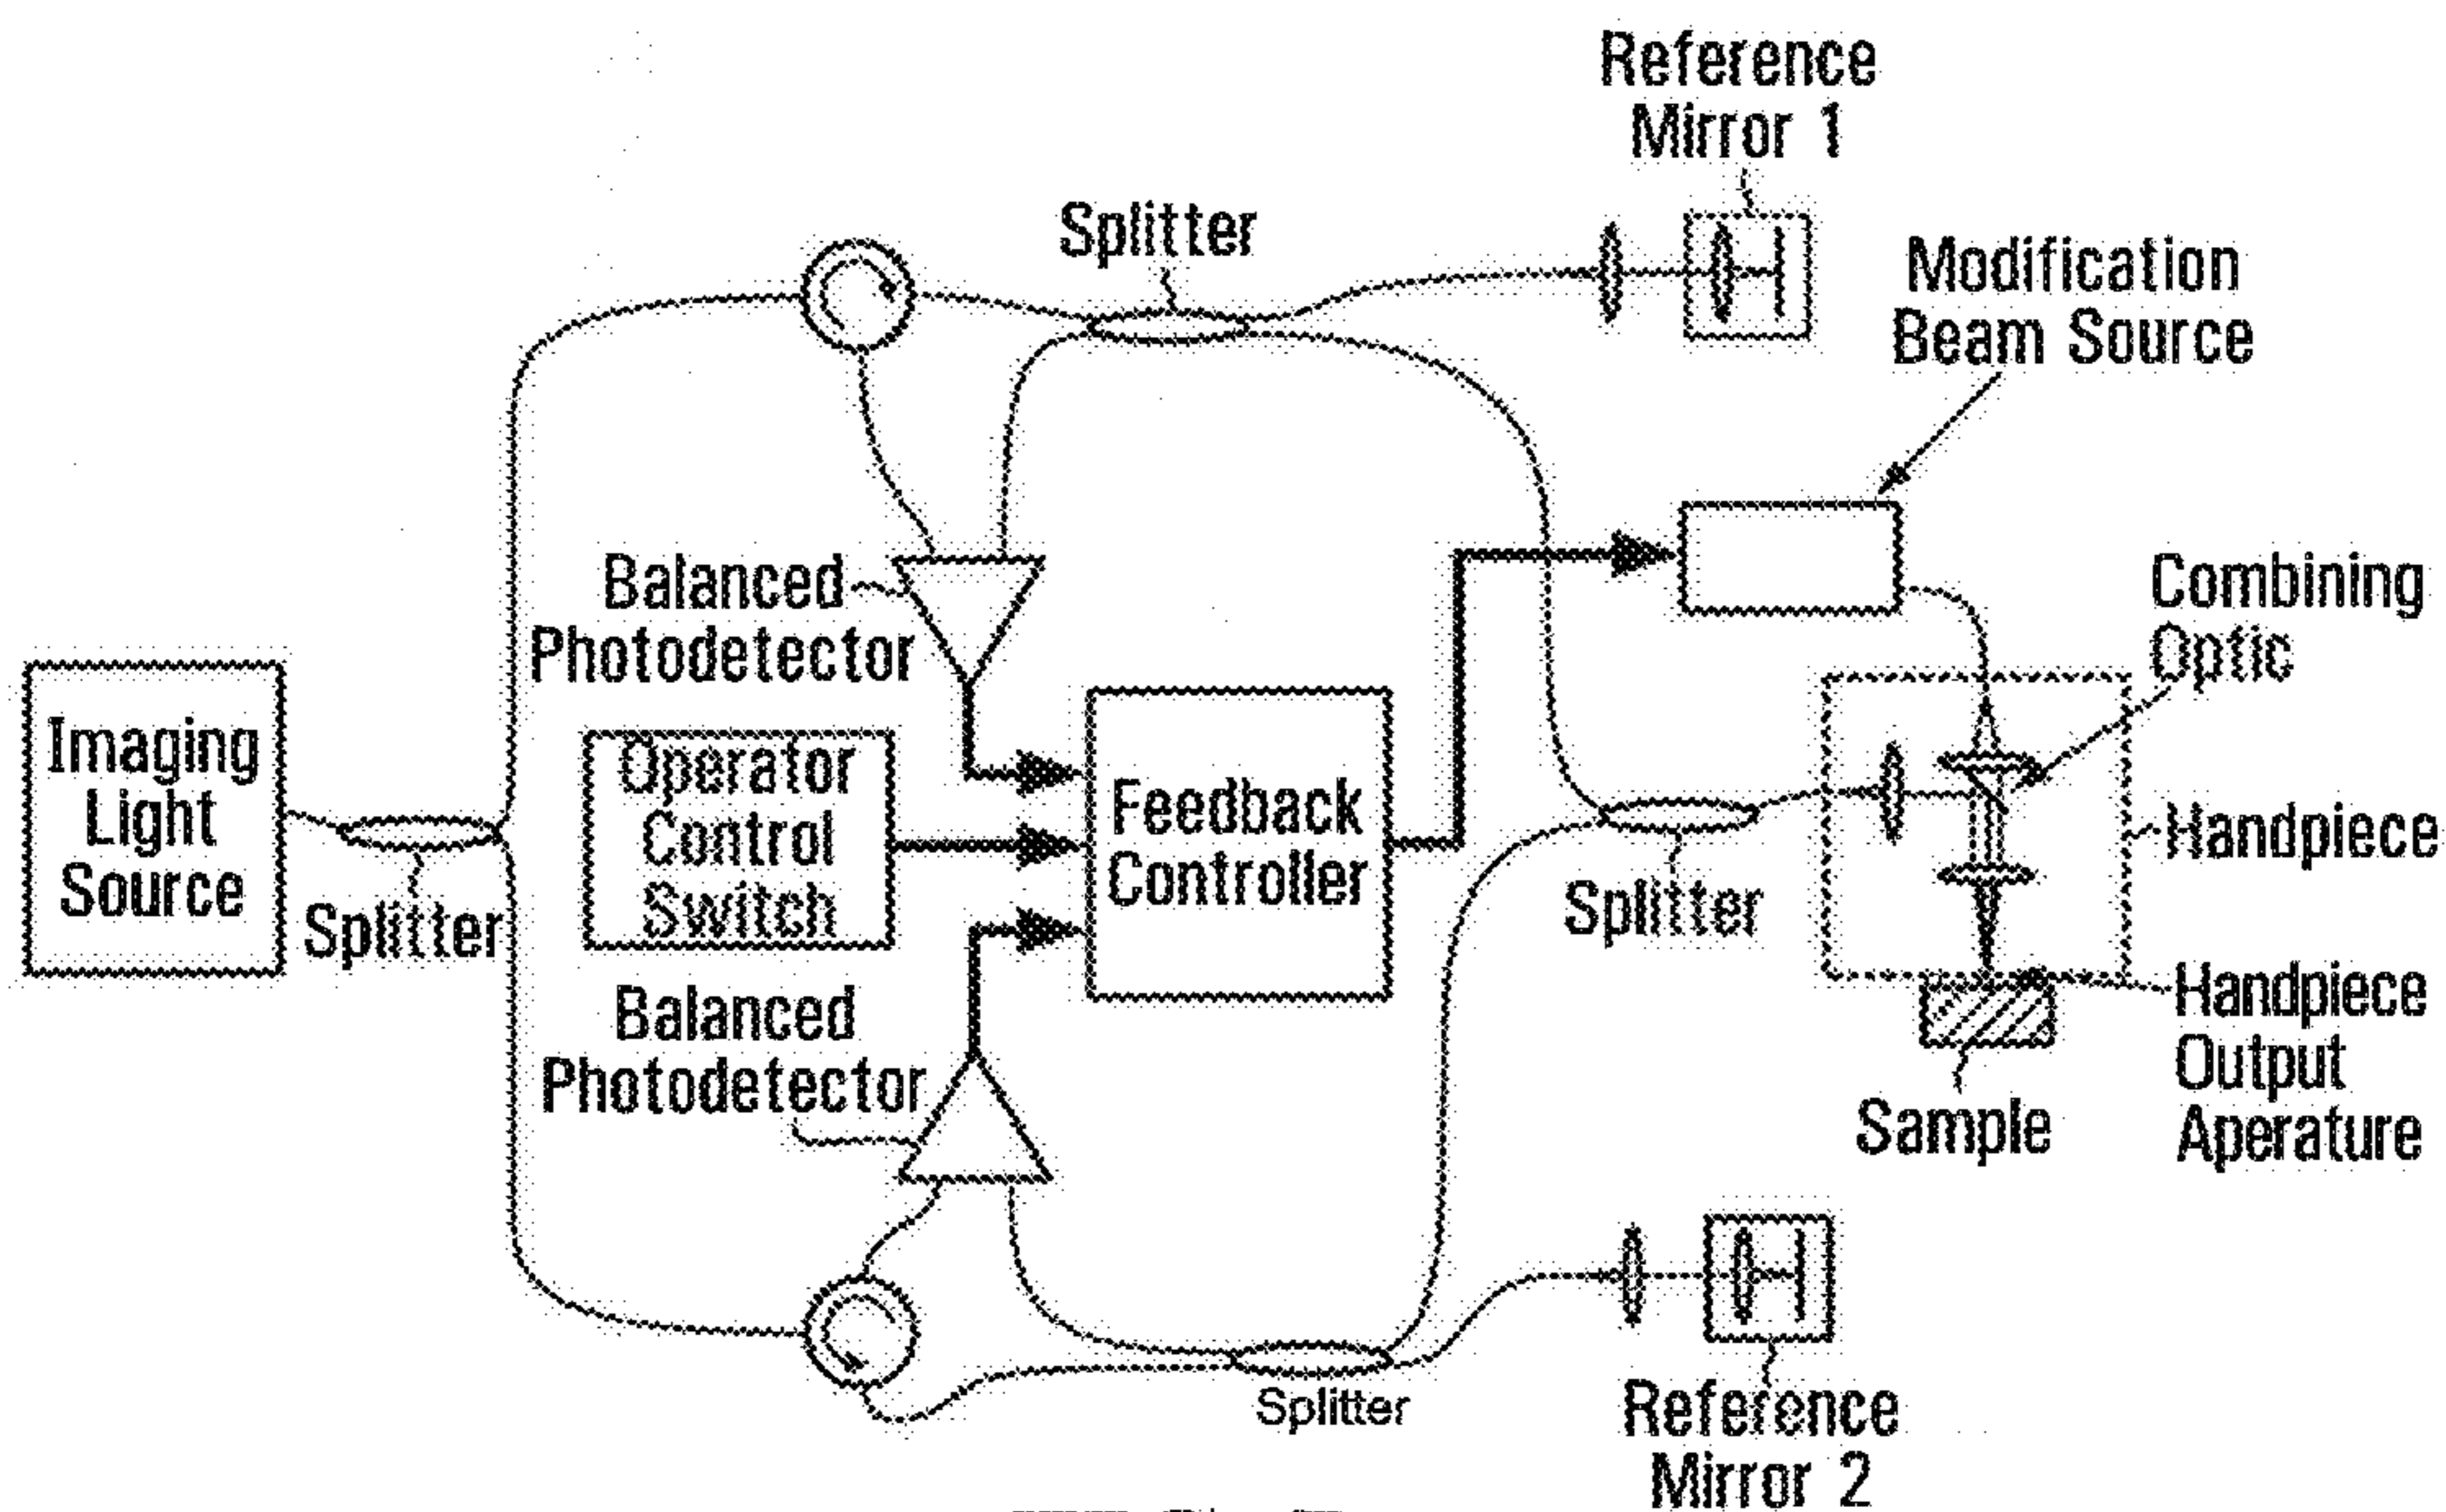 Reference
Mirror 1
Splitter
Modification
Beam Source
Balanced
Photodetector
Combining
Optic
Imaging
Light
Source
Splitter
Operator
Control
Switch
Feedback
Controller
Splitter
Handpiece
Balanced
Photodetector
Handpiece
Output
Aperature
Sample
Splitter
Reference
Mirror 2